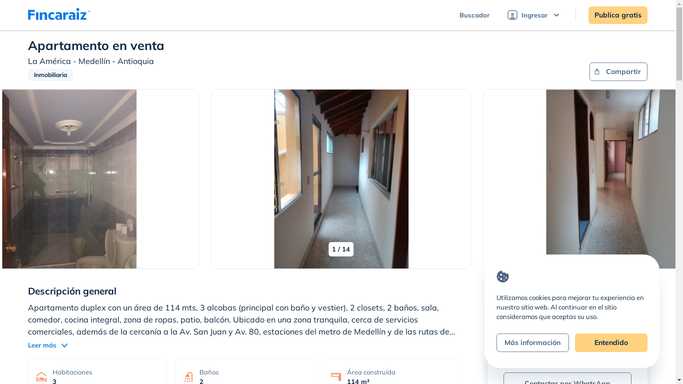 Fincaraiz
Buscador
Ingresar
Publica gratis
Apartamento en venta
La América - Medellín - Antioquia
Inmobiliaria
Compartir
1 / 14
Descripción general
Apartamento duplex con un área de 114 mts, 3 alcobas (principal con baño y vestier), 2 closets, 2 baños, sala,
comedor, cocina integral, zona de ropas, patio, balcón. Ubicado en una zona tranquila, cerca de servicios
comerciales, además de la cercanía a la Av. San Juan y Av. 80, estaciones del metro de Medellín y de las rutas de...
Leer más
Habitaciones
3
Baños
2
Área construida
114 m²
Utilizamos cookies para mejorar tu experiencia en
nuestro sitio web. Al continuar en el sitio
consideramos que aceptas su uso.
Más información
Entendido
Contactar por WhatsApp